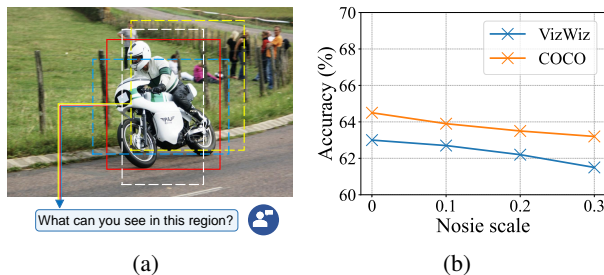 What can you see in this region?
(a)
70
68
66
64
62
60
Accuracy (%)
VizWiz
COCO
0
0.1
0.2
0.3
Nosie scale
(b)